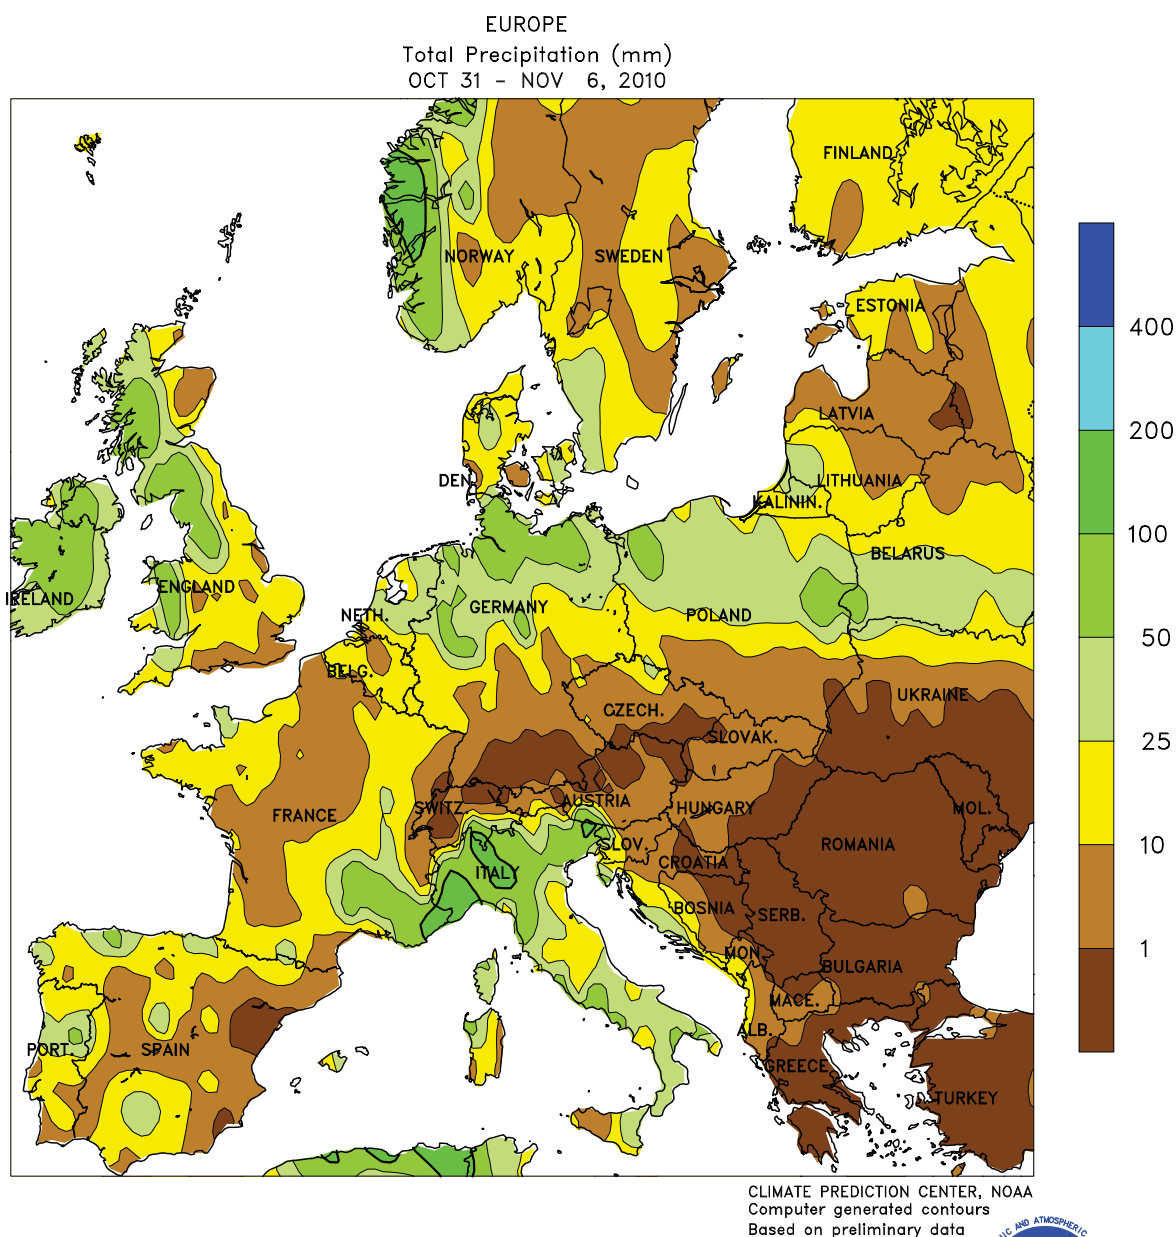 EUROPE
Total Precipitation (mm)
OCT 31 - NOV 6, 2010
FINLAND
NORWAY
SWEDEN
ESTONIA
400
LATVIA
200
DEN.
LITHUANIA
KALININ.
100
BELARUS
ENGLAND
IRELAND
NETH.
GERMANY
POLAND
50
BELG.
UKRAINE
CZECH.
SLOVAK.
25
FRANCE
SWITZ.
AUSTRIA
HUNGARY
MOL.
SLOV.
ROMANIA
10
CROATIA
ITALY
BOSNIA
SERB.
MON.
1
BULGARIA
MACE.
ALB.
PORT.
SPAIN
GREECE
TURKEY
CLIMATE PREDICTION CENTER, NOAA
Computer generated contours
Based on preliminary data
AND ATMOSPHERIC